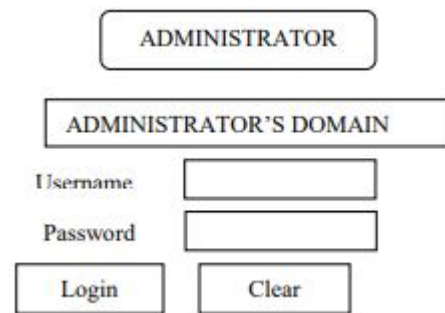 ADMINISTRATOR
ADMINISTRATOR'S DOMAIN
Username
Password
Login Clear